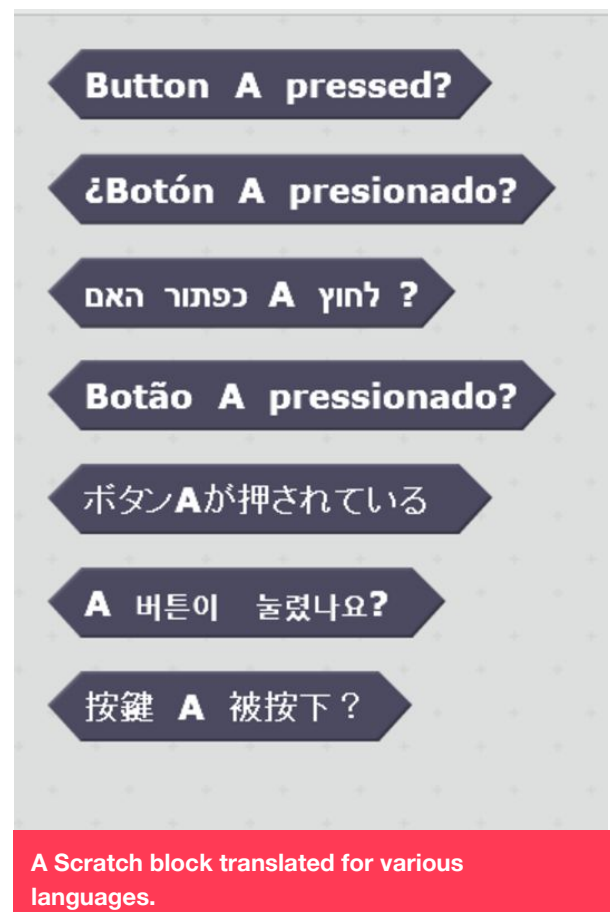 Button A pressed?
¿Botón A presionado?
האם כפתור A לחוץ ?
Botão A pressionado?
ボタンAが押されている
A 버튼이 눌렸나요?
按鍵 A 被按下？
A Scratch block translated for various
languages.